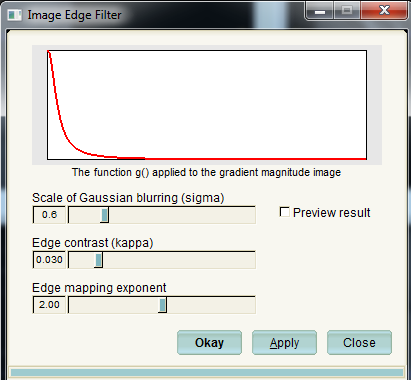 Image Edge Filter
The function g() applied to the gradient magnitude image
Scale of Gaussian blurring (sigma)
0.6
Preview result
Edge contrast (kappa)
0.030
Edge mapping exponent
2.00
Okay Apply Close